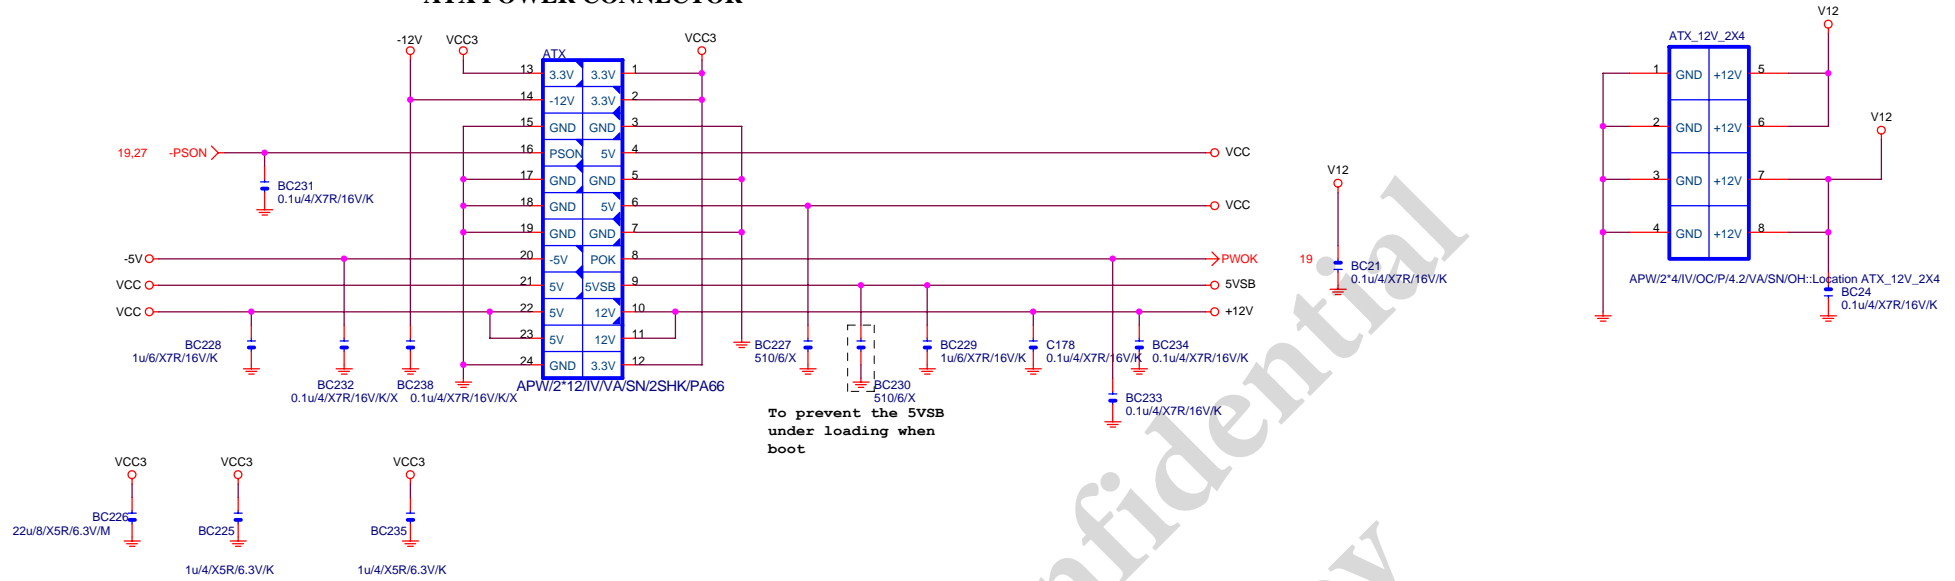 ATX POWER CONNECTOR
-12V
VCC3
VCC3
ATX
13 3.3V 3.3V 1
14 -12V 3.3V 2
15 GND GND 3
19,27 -PSON 16 PSON 5V 4 VCC
17 GND GND 5
18 GND 5V 6 VCC
19 GND GND 7
-5V 20 -5V POK 8 PWOK 19
VCC 21 5V 5VSB 9 5VSB
VCC 22 5V 12V 10 +12V
23 5V 12V 11
24 GND 3.3V 12
APW/2*12/IV/VA/SN/2SHK/PA66
BC231
0.1u/4/X7R/16V/K
BC228
1u/6/X7R/16V/K
BC232
0.1u/4/X7R/16V/K/X
BC238
0.1u/4/X7R/16V/K/X
BC227
510/6/X
BC230
510/6/X
To prevent the 5VSB
under loading when
boot
BC229
1u/6/X7R/16V/K
C178
0.1u/4/X7R/16V/K
BC234
0.1u/4/X7R/16V/K
BC233
0.1u/4/X7R/16V/K
V12
BC21
0.1u/4/X7R/16V/K
V12
ATX_12V_2X4
1 GND +12V 5
2 GND +12V 6
V12
3 GND +12V 7
4 GND +12V 8
APW/2*4/IV/OC/P/4.2/VA/SN/OH::Location ATX_12V_2X4
BC24
0.1u/4/X7R/16V/K
VCC3
BC226
22u/8/X5R/6.3V/M
VCC3
BC225
1u/4/X5R/6.3V/K
VCC3
BC235
1u/4/X5R/6.3V/K
nfidential